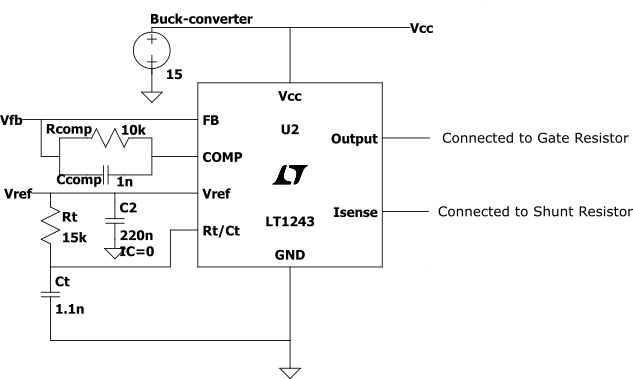 Buck-converter
Vcc
15
Vcc
Vfb
FB
Rcomp
10k
U2
Output
Connected to Gate Resistor
COMP
Ccomp
1n
Vref
Vref
C2
Rt
15k
220n
IC=0
Rt/Ct
LT1243
Isense
Connected to Shunt Resistor
GND
Ct
1.1n